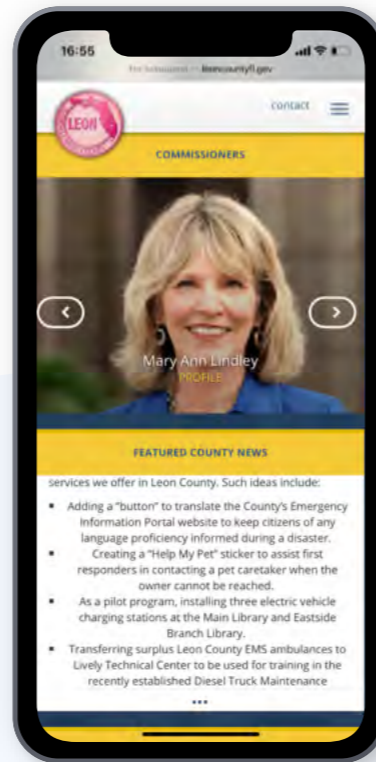 16:55
leoncountyfl.gov
contact
LEON
COMMISSIONERS
Mary Ann Lindley
PROFILE
FEATURED COUNTY NEWS
services we offer in Leon County. Such ideas include:
▪ Adding a "button" to translate the County's Emergency
Information Portal website to keep citizens of any
language proficiency informed during a disaster.
▪ Creating a "Help My Pet" sticker to assist first
responders in contacting a pet caretaker when the
owner cannot be reached.
▪ As a pilot program, installing three electric vehicle
charging stations at the Main Library and Eastside
Branch Library.
▪ Transferring surplus Leon County EMS ambulances to
Lively Technical Center to be used for training in the
recently established Diesel Truck Maintenance
...